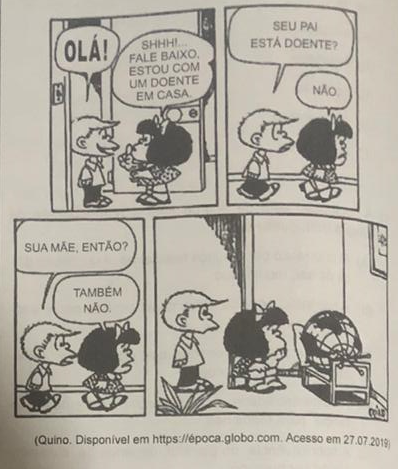 OLÁ!
SHHH!...
FALE BAIXO,
ESTOU COM
UM DOENTE
EM CASA.
SEU PAI
ESTÁ DOENTE?
NÃO.
SUA MÃE, ENTÃO?
TAMBÉM
NÃO.
(Quino. Disponível em https://época.globo.com. Acesso em 27.07.2019)